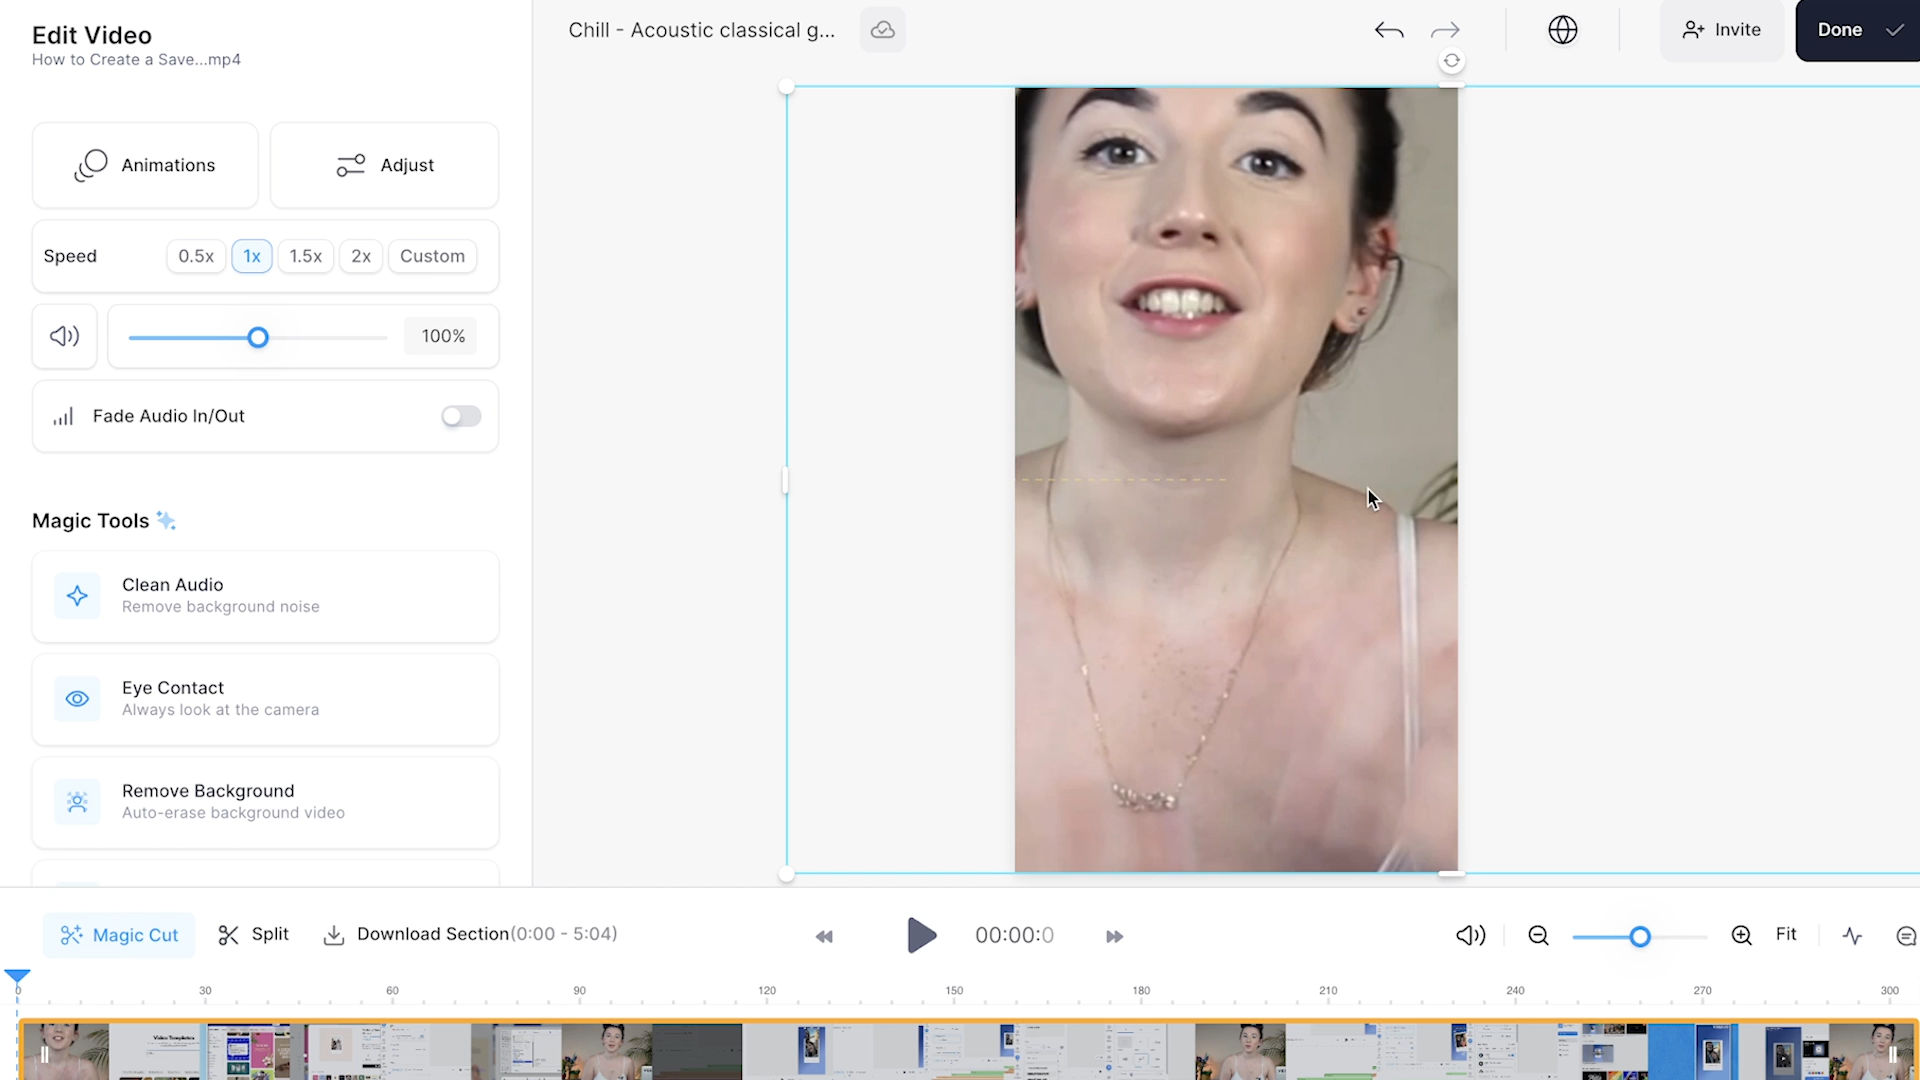 Edit Video
How to Create a Save...mp4
Chill - Acoustic classical g...
Invite
Done
Animations
Adjust
Speed
0.5x
1x
1.5x
2x
Custom
100%
Fade Audio In/Out
Magic Tools
Clean Audio
Remove background noise
Eye Contact
Always look at the camera
Remove Background
Auto-erase background video
Magic Cut
Split
Download Section(0:00 - 5:04)
00:00:0
Fit
0 30 60 90 120 150 180 210 240 270 300
Video Templates